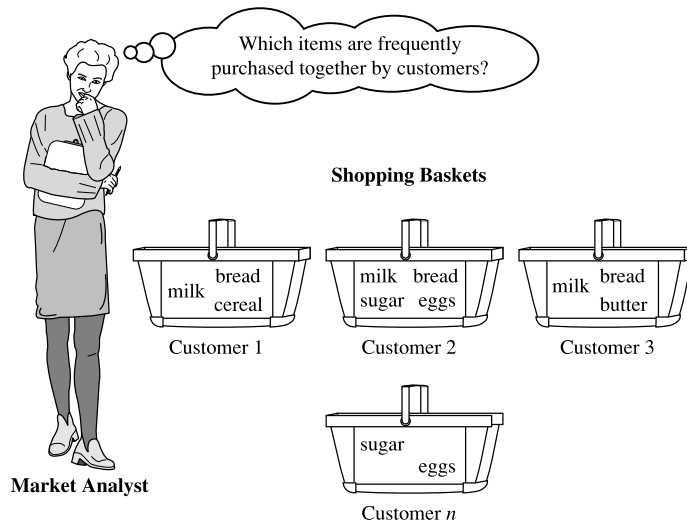 Which items are frequently
purchased together by customers?
Shopping Baskets
milk bread
cereal
milk bread
sugar eggs
milk bread
butter
Customer 1 Customer 2 Customer 3
sugar
eggs
Market Analyst
Customer n